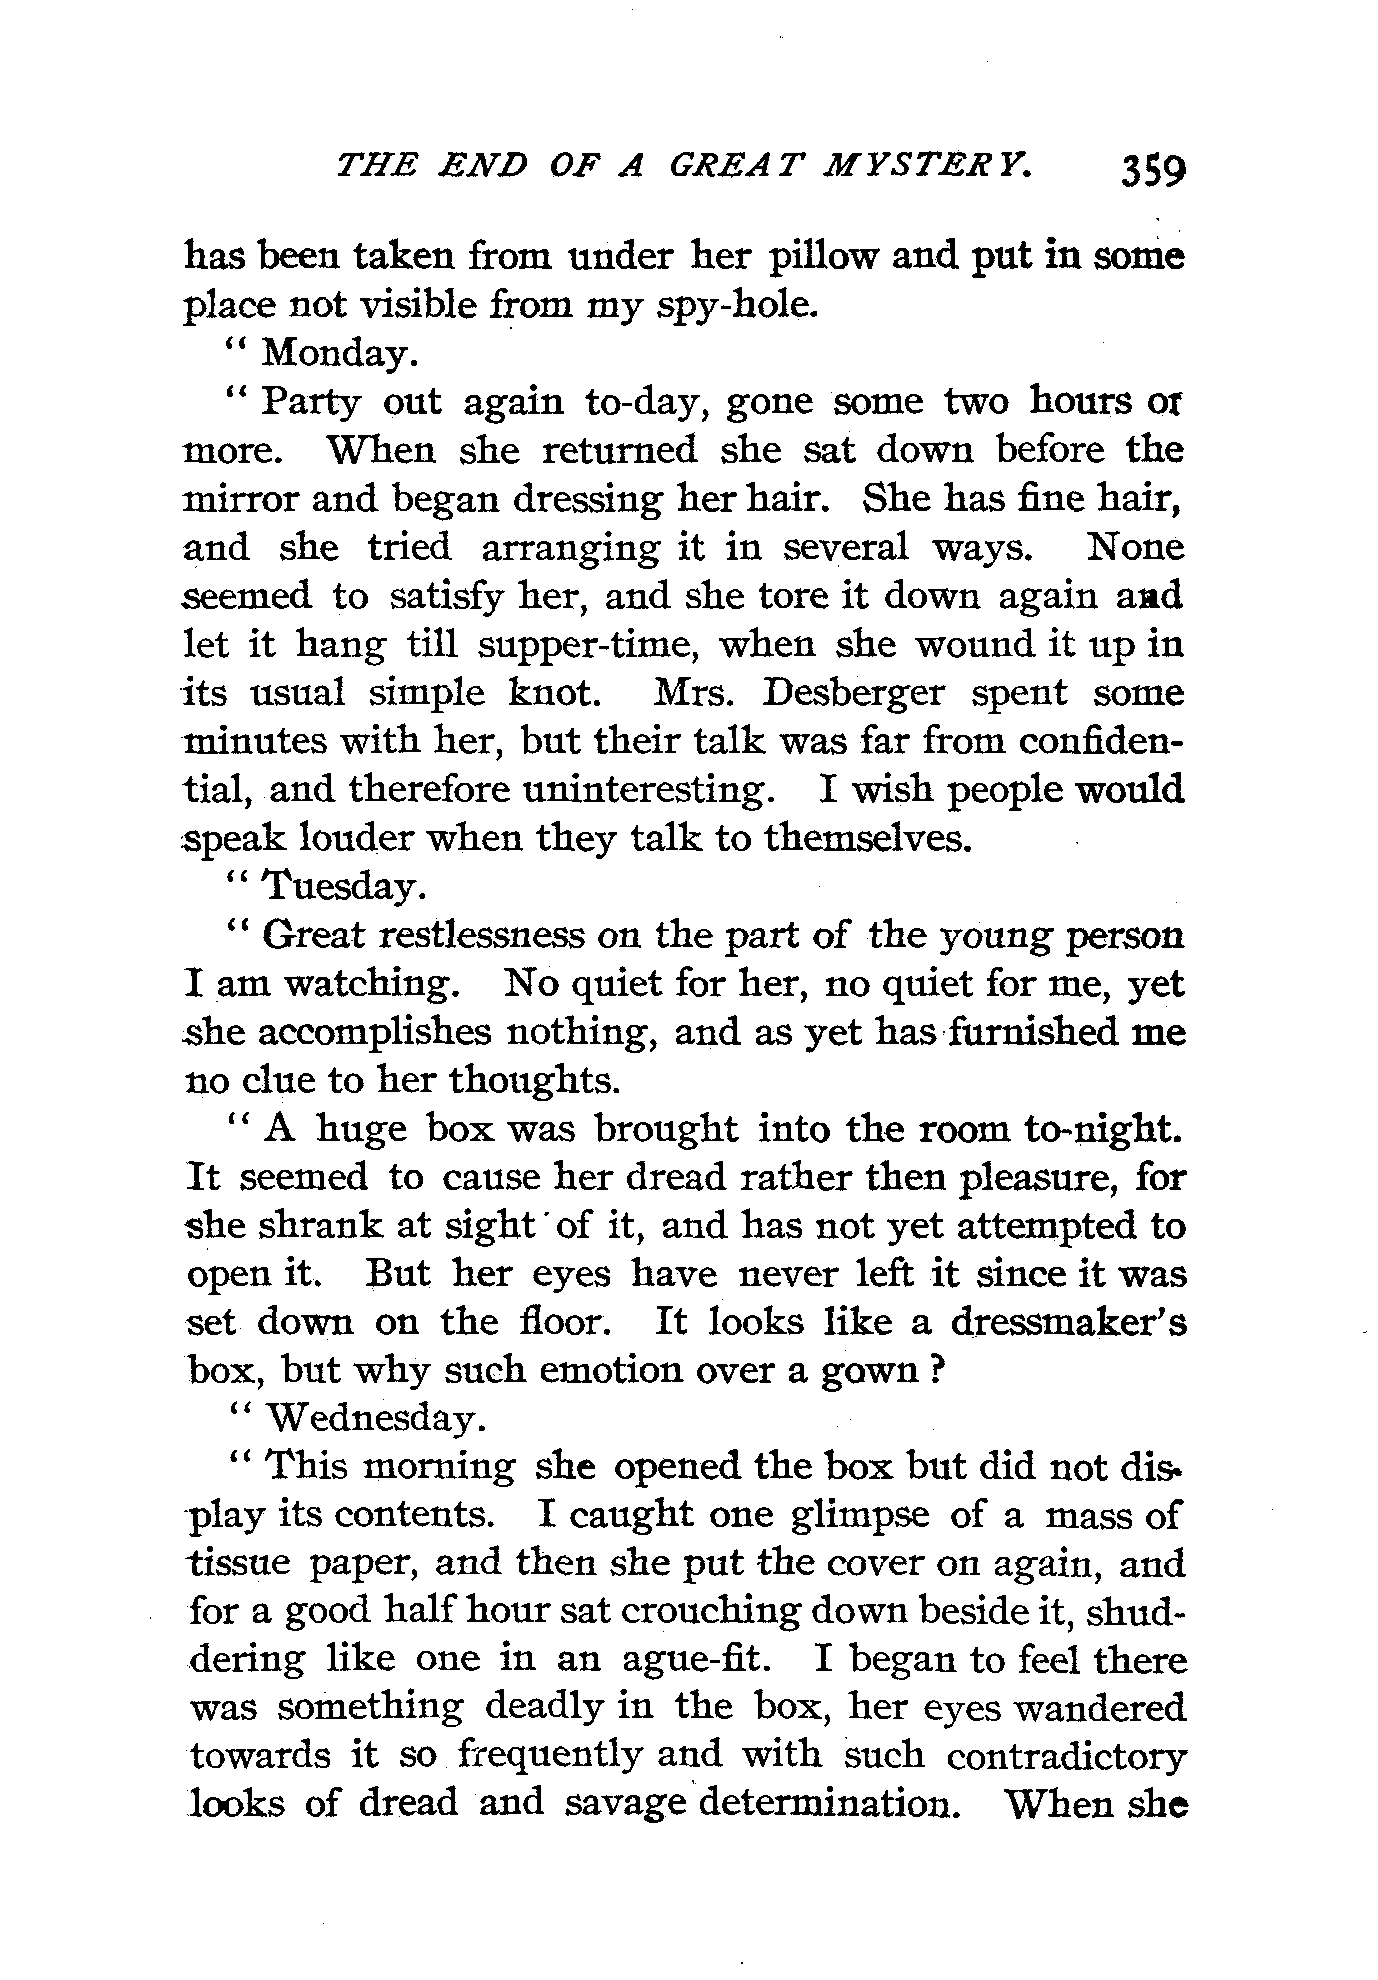 THE END OF A GREAT MYSTERY. 359
has been taken from under her pillow and put in some
place not visible from my spy-hole.
“ Monday.
“ Party out again to-day, gone some two hours or
more. When she returned she sat down before the
mirror and began dressing her hair. She has fine hair,
and she tried arranging it in several ways. None
seemed to satisfy her, and she tore it down again and
let it hang till supper-time, when she wound it up in
its usual simple knot. Mrs. Desberger spent some
minutes with her, but their talk was far from confiden-
tial, and therefore uninteresting. I wish people would
speak louder when they talk to themselves.
“ Tuesday.
“ Great restlessness on the part of the young person
I am watching. No quiet for her, no quiet for me, yet
she accomplishes nothing, and as yet has furnished me
no clue to her thoughts.
“ A huge box was brought into the room to-night.
It seemed to cause her dread rather then pleasure, for
she shrank at sight of it, and has not yet attempted to
open it. But her eyes have never left it since it was
set down on the floor. It looks like a dressmaker’s
box, but why such emotion over a gown ?
“ Wednesday.
“ This morning she opened the box but did not dis-
play its contents. I caught one glimpse of a mass of
tissue paper, and then she put the cover on again, and
for a good half hour sat crouching down beside it, shud-
dering like one in an ague-fit. I began to feel there
was something deadly in the box, her eyes wandered
towards it so frequently and with such contradictory
looks of dread and savage determination. When she